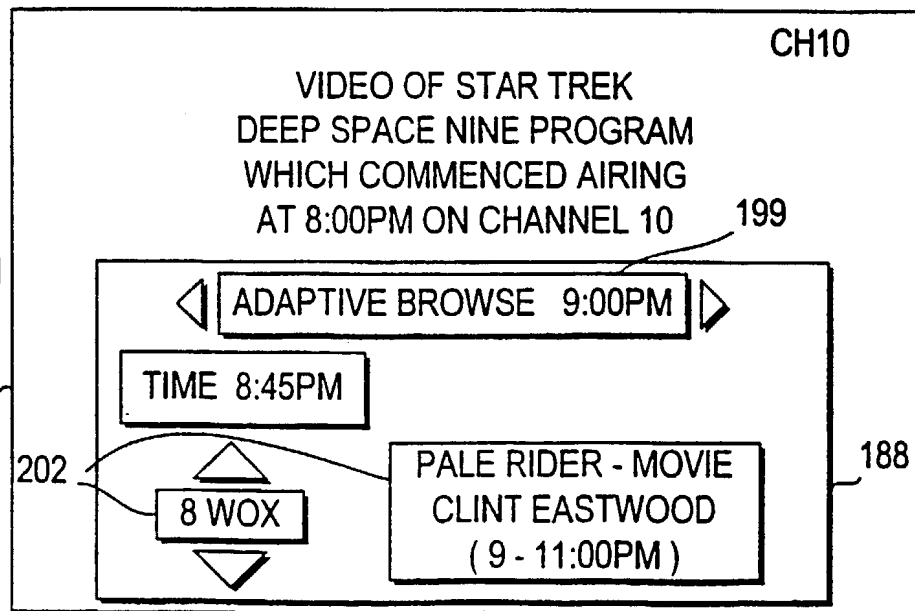 CH10
VIDEO OF STAR TREK
DEEP SPACE NINE PROGRAM
WHICH COMMENCED AIRING
AT 8:00PM ON CHANNEL 10
199
ADAPTIVE BROWSE 9:00PM
TIME 8:45PM
202
8 WOX
PALE RIDER - MOVIE
CLINT EASTWOOD
( 9 - 11:00PM )
188